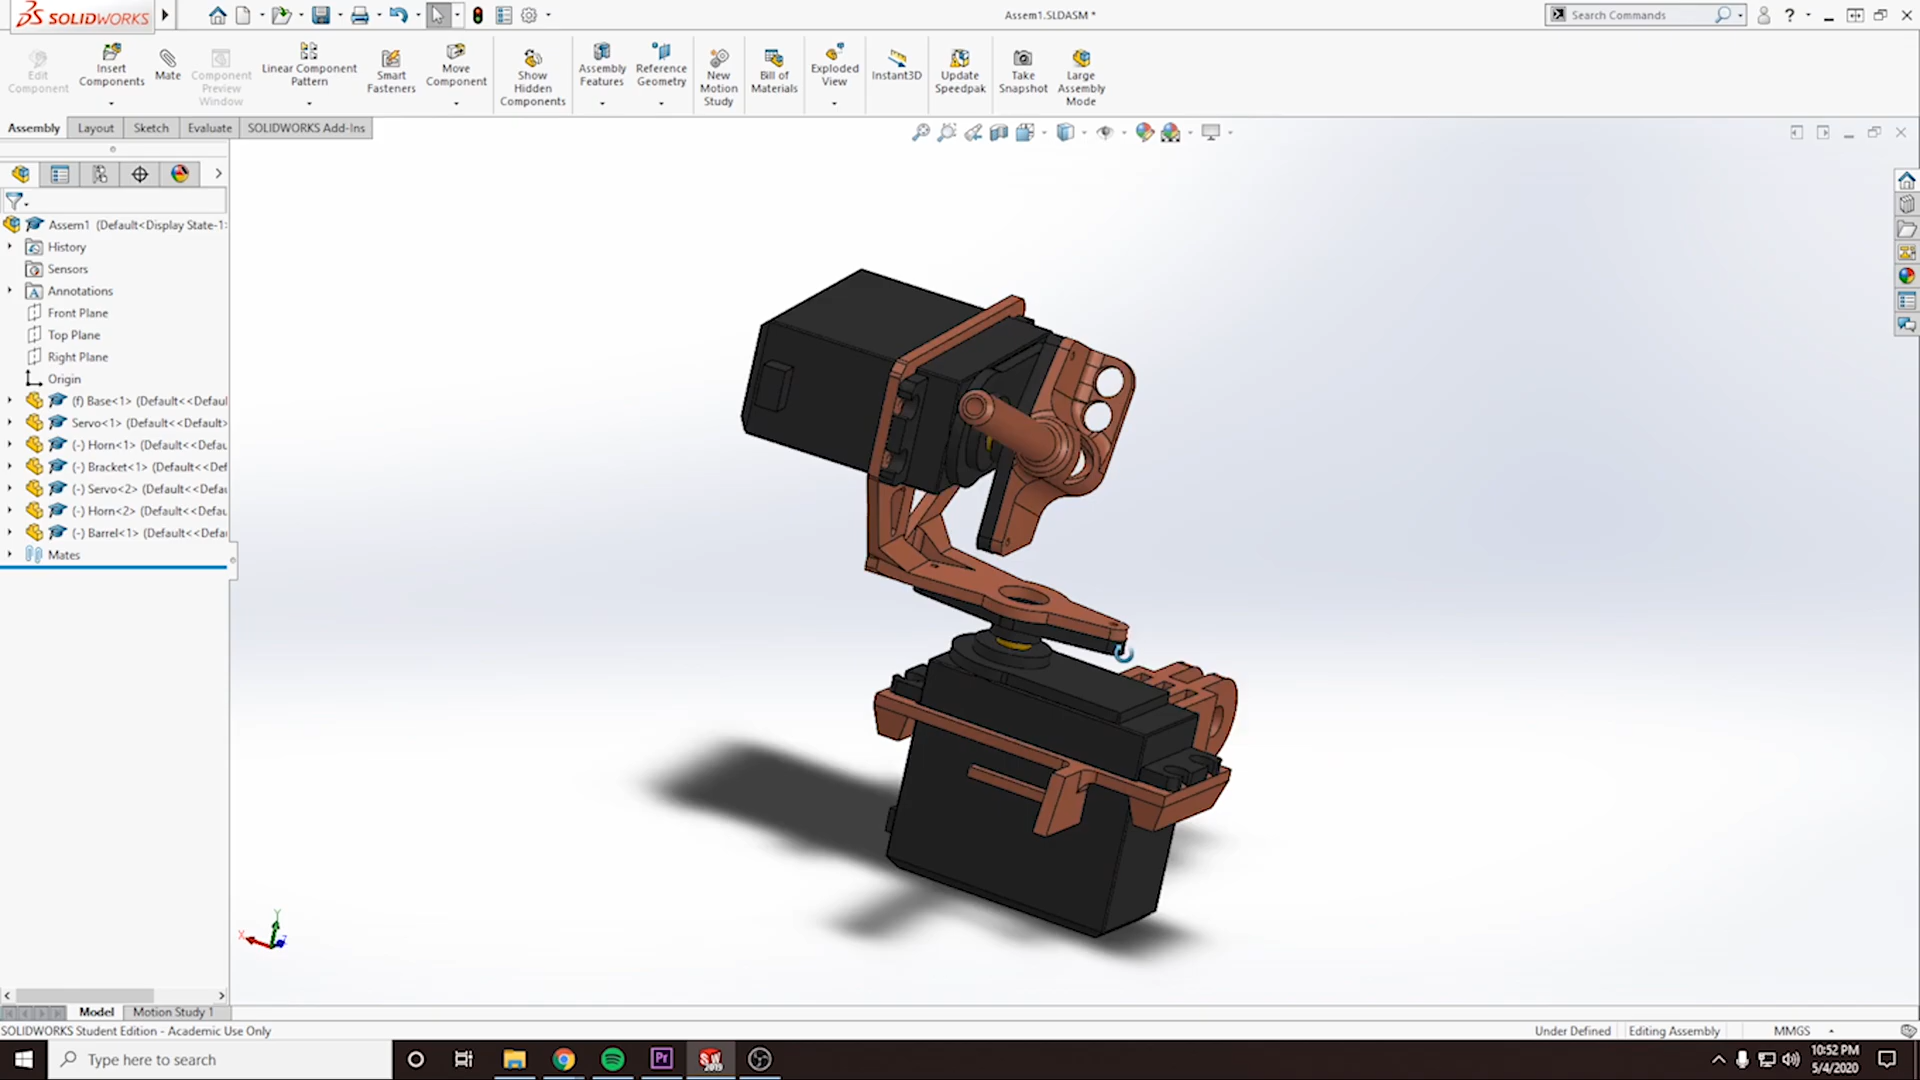 SOLIDWORKS
Assem1.SLDASM *
Search Commands
Edit
Component
Insert
Components
Mate
Component
Preview
Window
Linear Component
Pattern
Smart
Fasteners
Move
Component
Show
Hidden
Components
Assembly
Features
Reference
Geometry
New
Motion
Study
Bill of
Materials
Exploded
View
Instant3D
Update
Speedpak
Take
Snapshot
Large
Assembly
Mode
Assembly Layout Sketch Evaluate SOLIDWORKS Add-Ins
Assem1 (Default<Display State-1>
History
Sensors
Annotations
Front Plane
Top Plane
Right Plane
Origin
(f) Base<1> (Default<<Defaul
Servo<1> (Default<<Default>
(-) Horn<1> (Default<<Defau
(-) Bracket<1> (Default<<Def
(-) Servo<2> (Default<<Defau
(-) Horn<2> (Default<<Defau
(-) Barrel<1> (Default<<Defau
Mates
X
Y
Z
Model Motion Study 1
SOLIDWORKS Student Edition - Academic Use Only
Under Defined Editing Assembly MMGS
Type here to search
Pr
SW
2019
10:52 PM
5/4/2020